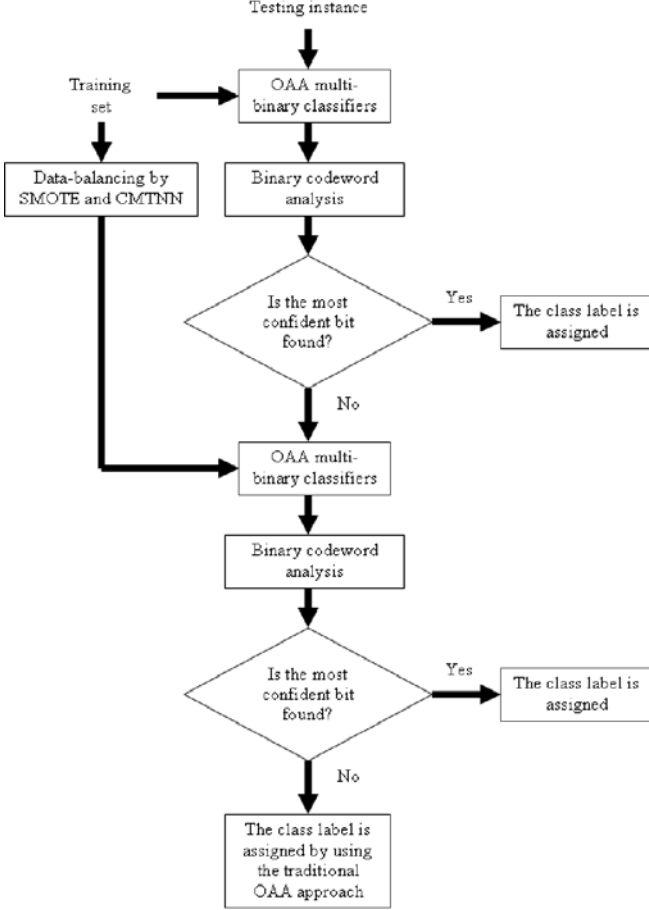 Testing instance
Training
set
OAA multi-
binary classifiers
Data-balancing by
SMOTE and CMTNN
Binary codeword
analysis
Is the most
confident bit
found?
Yes
The class label is
assigned
No
OAA multi-
binary classifiers
Binary codeword
analysis
Is the most
confident bit
found?
Yes
The class label is
assigned
No
The class label is
assigned by using
the traditional
OAA approach